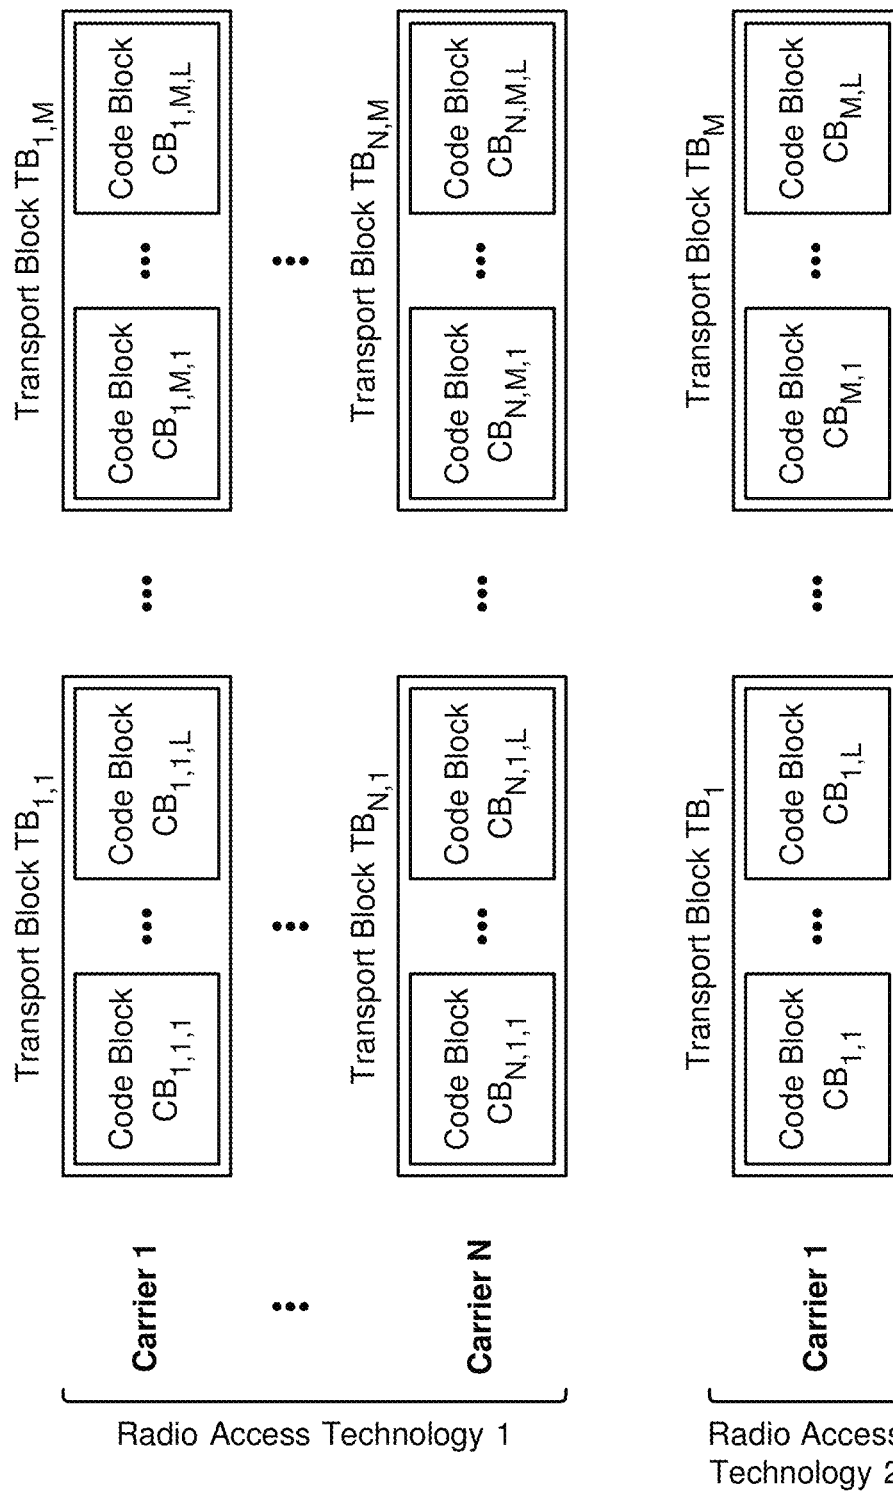 Radio Access Technology 1
Carrier 1
Transport Block TB1,1
Code Block
CB1,1,1
...
Code Block
CB1,1,L
...
Transport Block TB1,M
Code Block
CB1,M,1
...
Code Block
CB1,M,L
...
...
...
Carrier N
Transport Block TBN,1
Code Block
CBN,1,1
...
Code Block
CBN,1,L
...
Transport Block TBN,M
Code Block
CBN,M,1
...
Code Block
CBN,M,L
Radio Access
Technology 2
Carrier 1
Transport Block TB1
Code Block
CB1,1
...
Code Block
CB1,L
...
Transport Block TBM
Code Block
CBM,1
...
Code Block
CBM,L